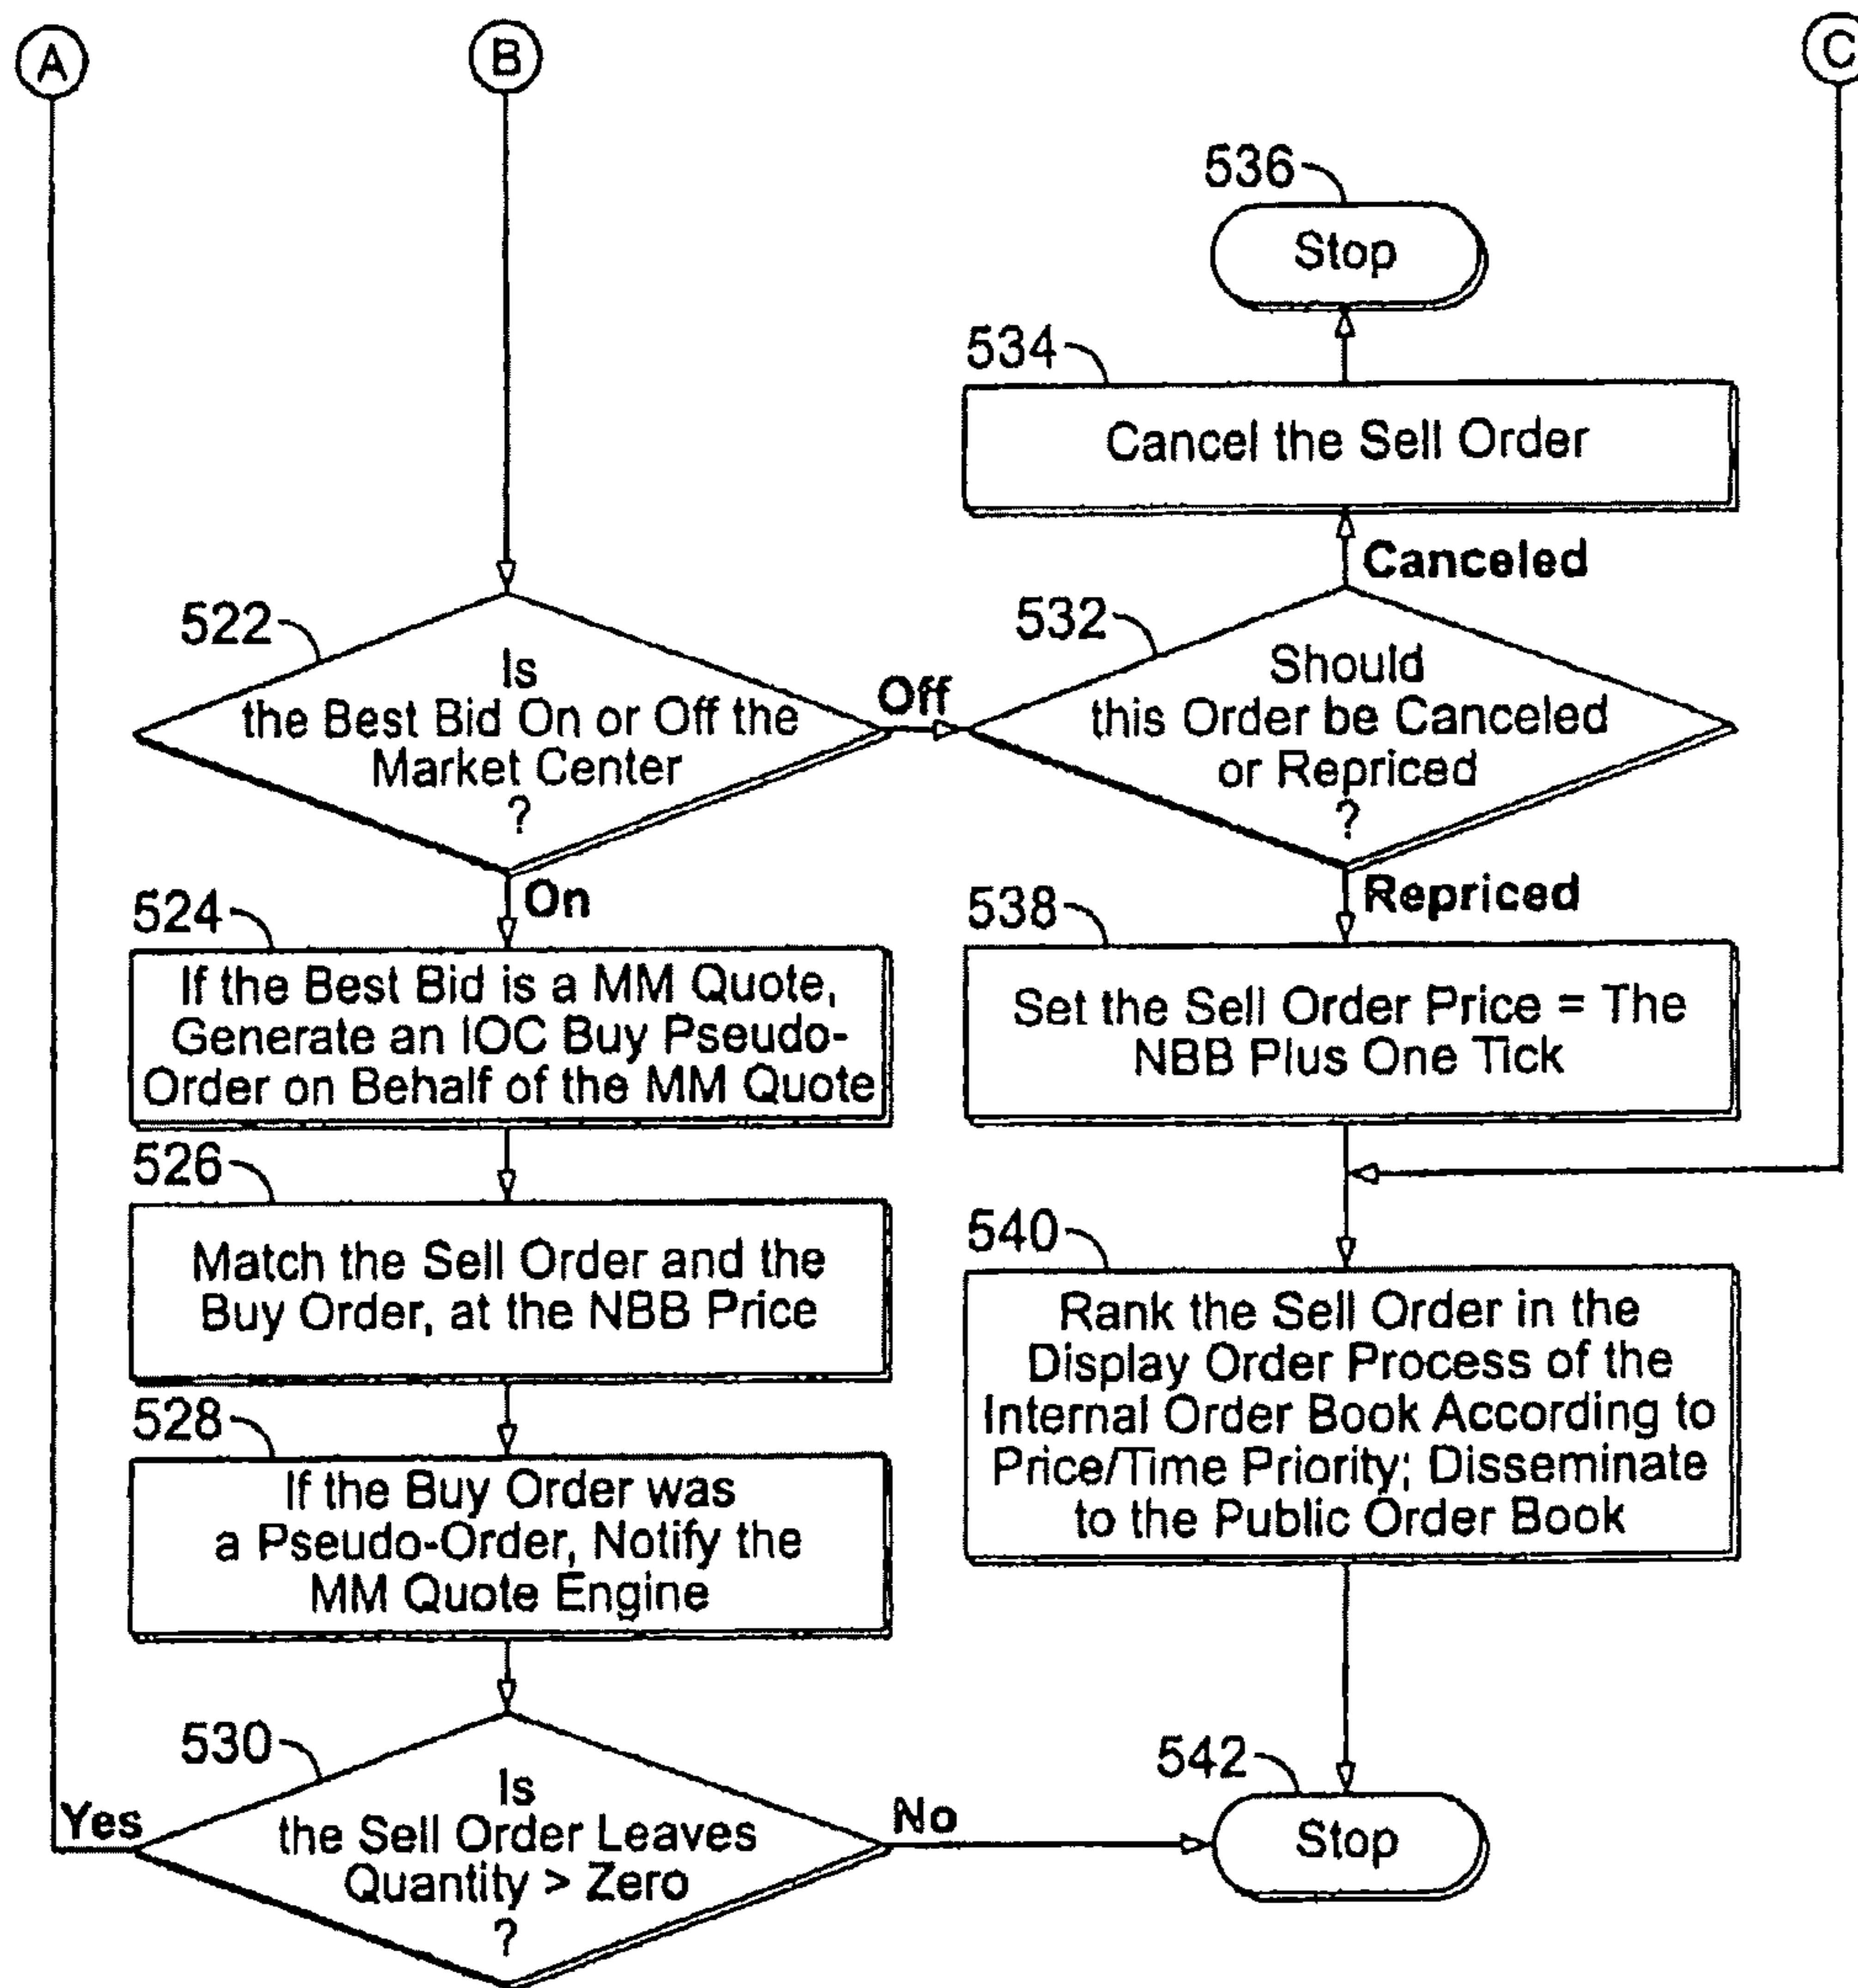 A
B
C
536
Stop
534
Cancel the Sell Order
Canceled
522
Is
the Best Bid On or Off the
Market Center
?
Off
532
Should
this Order be Canceled
or Repriced
?
On
Repriced
524
If the Best Bid is a MM Quote,
Generate an IOC Buy Pseudo-
Order on Behalf of the MM Quote
538
Set the Sell Order Price = The
NBB Plus One Tick
526
Match the Sell Order and the
Buy Order, at the NBB Price
540
Rank the Sell Order in the
Display Order Process of the
Internal Order Book According to
Price/Time Priority; Disseminate
to the Public Order Book
528
If the Buy Order was
a Pseudo-Order, Notify the
MM Quote Engine
530
Is
the Sell Order Leaves
Quantity > Zero
?
Yes
No
542
Stop